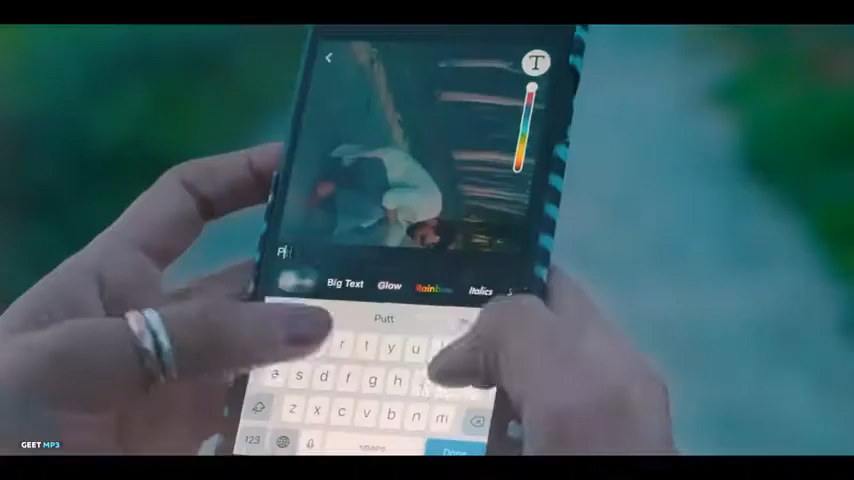 T
Big Text Glow Rainbow Italics
Putt
r t y u
a s d f g h
z x c v b n m
123 space Done
GEET MP3